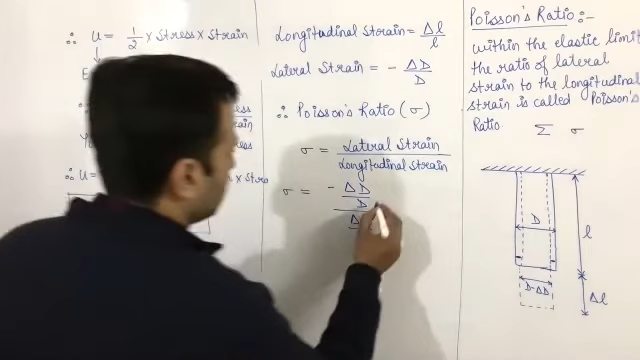 ∴ u = 1/2 × Stress × Strain
∴ u =
Longitudinal Strain = Δl/l
Lateral Strain = - ΔD/D
∴ Poisson's Ratio (σ)
σ = Lateral Strain / Longitudinal Strain
σ = - ΔD/D / Δ
Poisson's Ratio :-
within the elastic limit
the ratio of lateral
strain to the longitudinal
strain is called Poisson's
Ratio Σ σ
D
l
D-ΔD
Δl